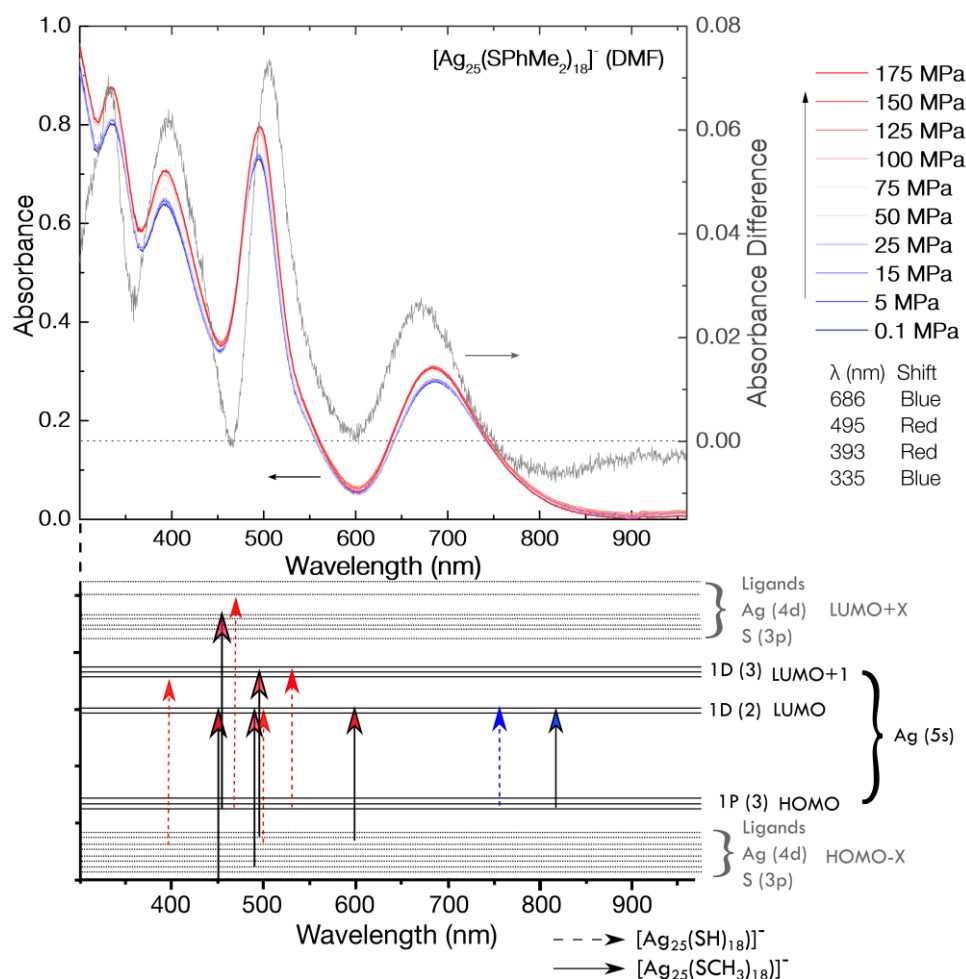 [Ag25(SPhMe2)18]- (DMF)
1.0
0.8
0.6
0.4
0.2
0.0
Absorbance
0.08
0.06
0.04
0.02
0.00
Absorbance Difference
300 400 500 600 700 800 900
Wavelength (nm)
175 MPa
150 MPa
125 MPa
100 MPa
75 MPa
50 MPa
25 MPa
15 MPa
5 MPa
0.1 MPa
λ (nm) Shift
686 Blue
495 Red
393 Red
335 Blue
Ligands
Ag (4d) LUMO+X
S (3p)
1D (3) LUMO+1
1D (2) LUMO
Ag (5s)
1P (3) HOMO
Ligands
Ag (4d) HOMO-X
S (3p)
400 500 600 700 800 900
Wavelength (nm)
[Ag25(SH)18)]-
[Ag25(SCH3)18)]-